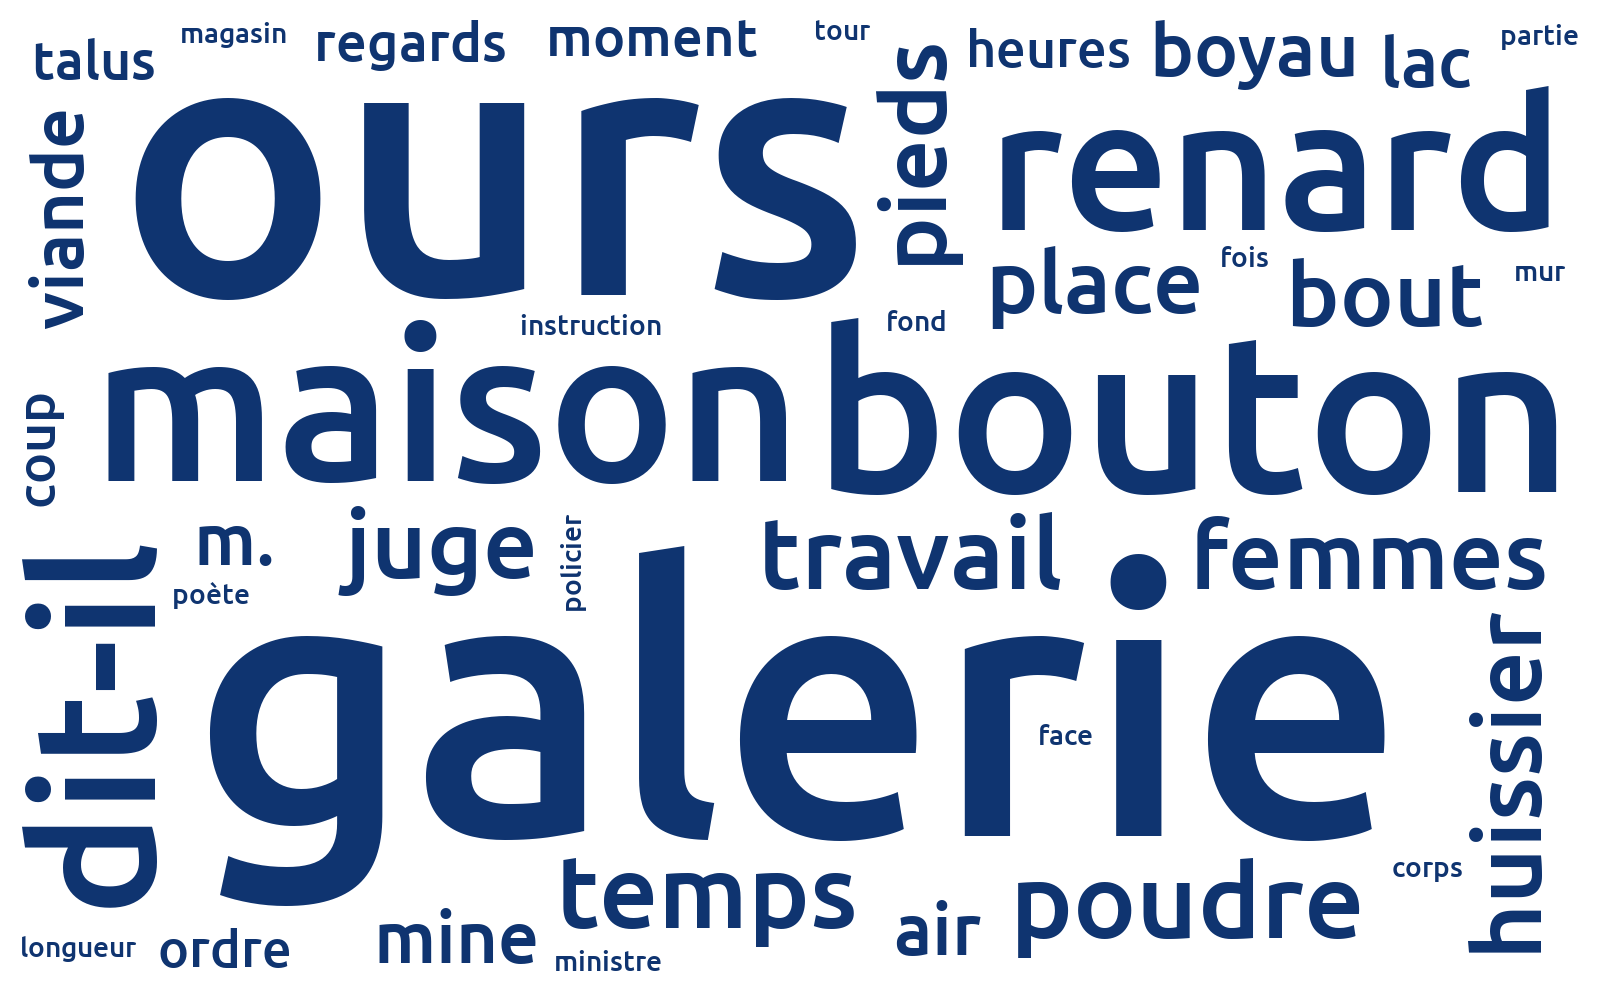 talus
magasin
regards
moment
tour
pieds
heures
boyau
lac
partie
viande
ours
renard
place
fois
bout
mur
instruction
fond
coup
maison
bouton
m.
juge
policier
travail
femmes
poète
dit-il
galerie
face
huissier
temps
poudre
corps
longueur
ordre
mine
ministre
air